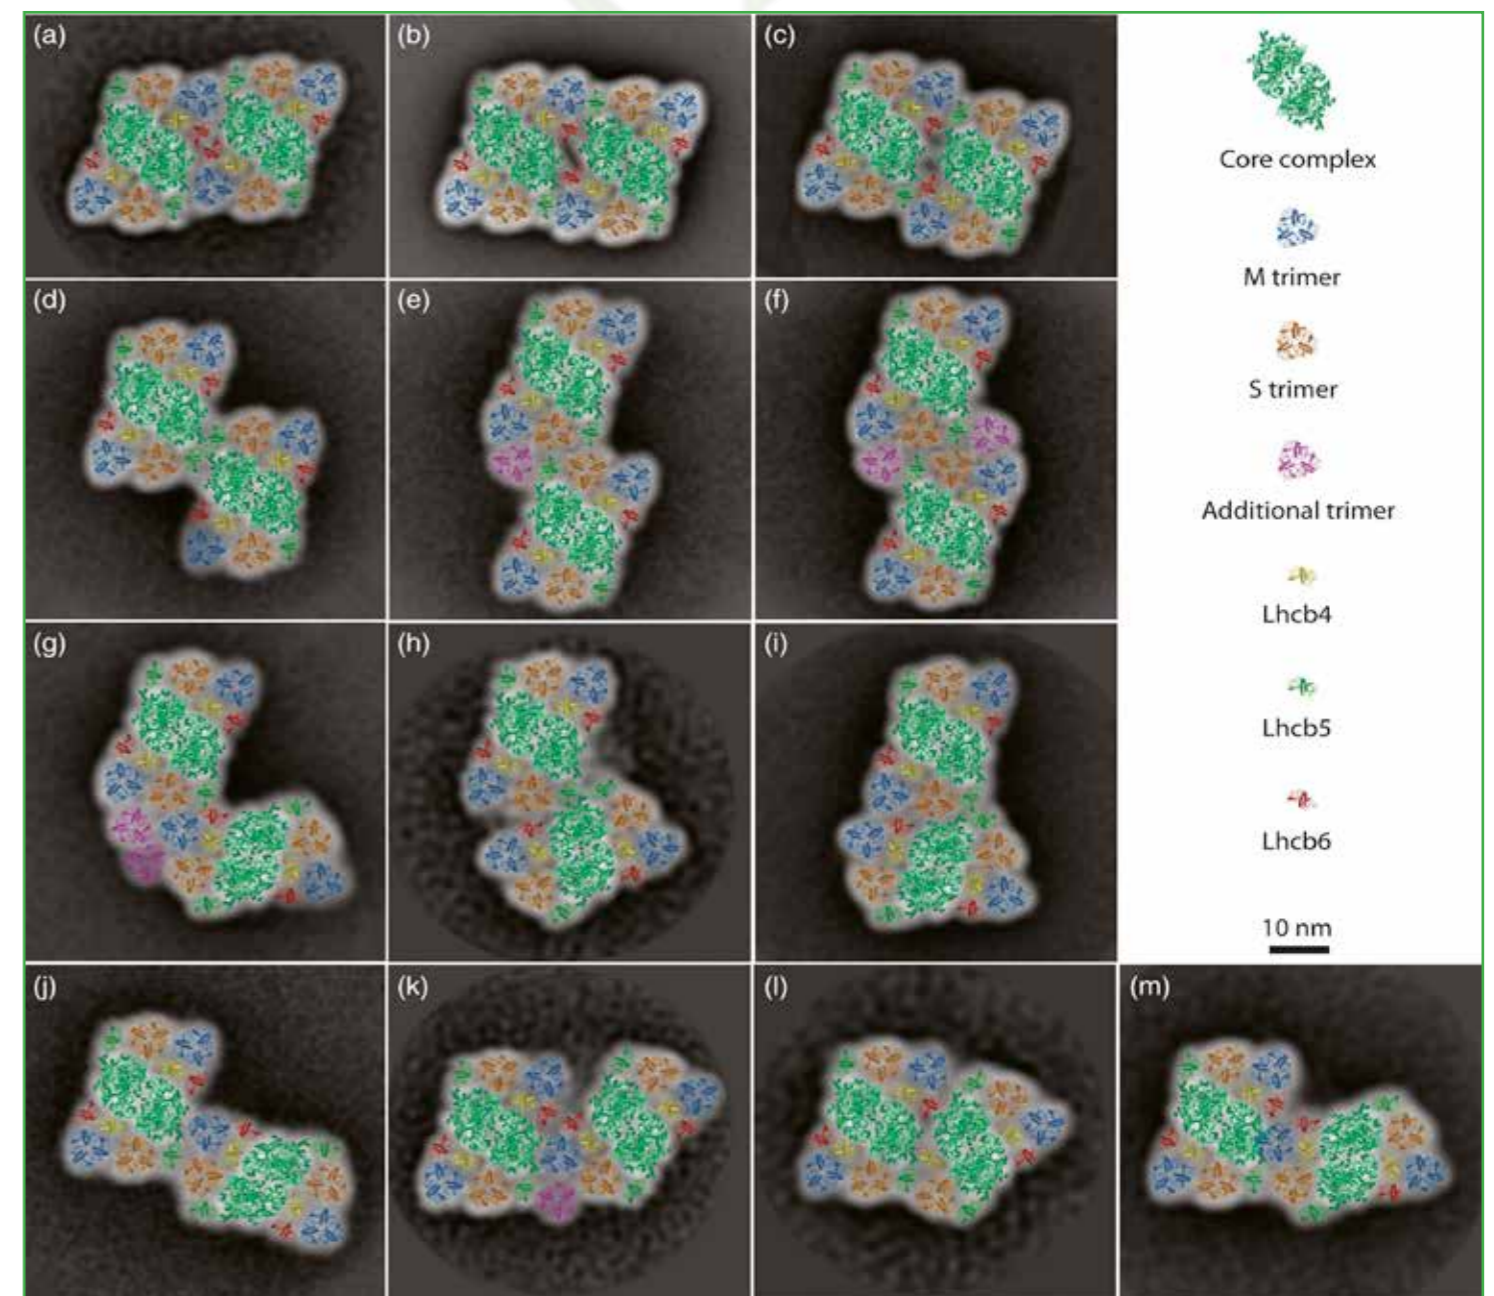 (a)
(b)
(c)
Core complex
M trimer
(d)
(e)
(f)
S trimer
Additional trimer
Lhcb4
(g)
(h)
(i)
Lhcb5
Lhcb6
10 nm
(j)
(k)
(l)
(m)